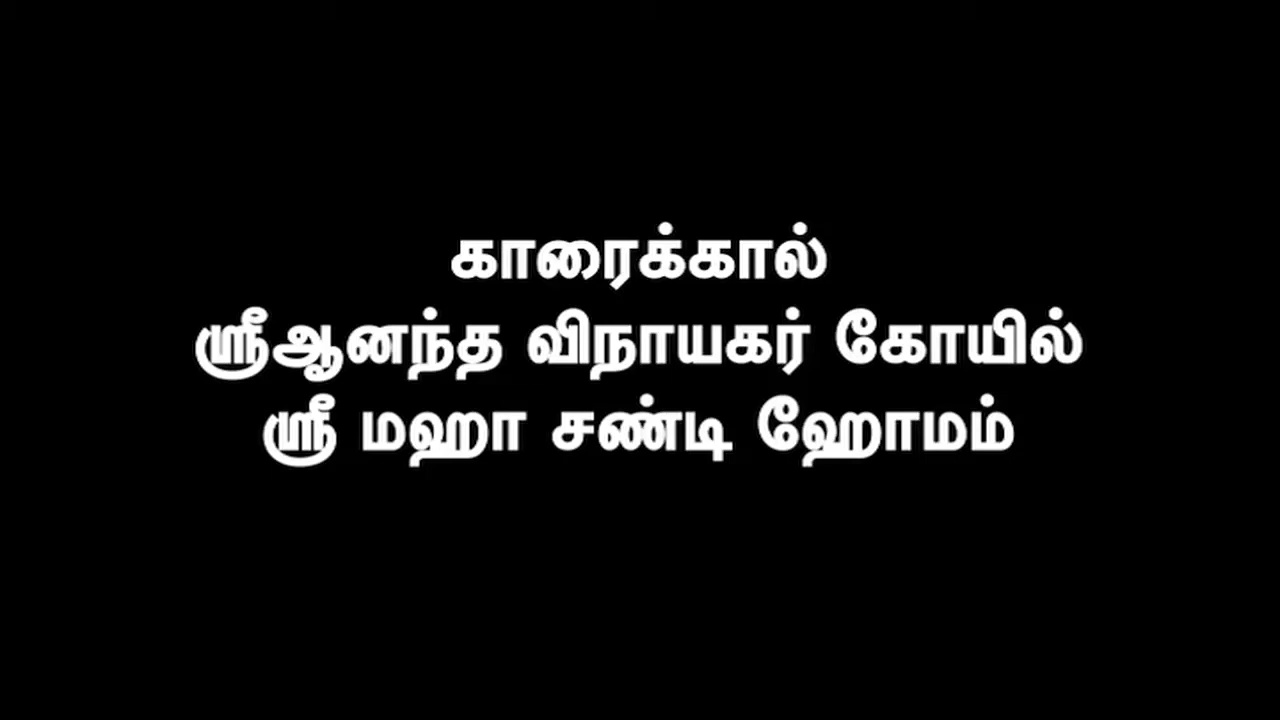 காரைக்கால்
ஸ்ரீஆனந்த விநாயகர் கோயில்
ஸ்ரீ மஹா சண்டி ஹோமம்